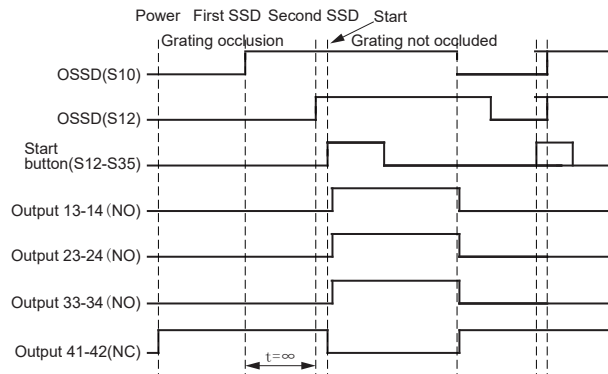 Power First SSD Second SSD Start
Grating occlusion Grating not occluded
OSSD(S10)
OSSD(S12)
Start
button(S12-S35)
Output 13-14 (NO)
Output 23-24 (NO)
Output 33-34 (NO)
Output 41-42(NC)
t=∞